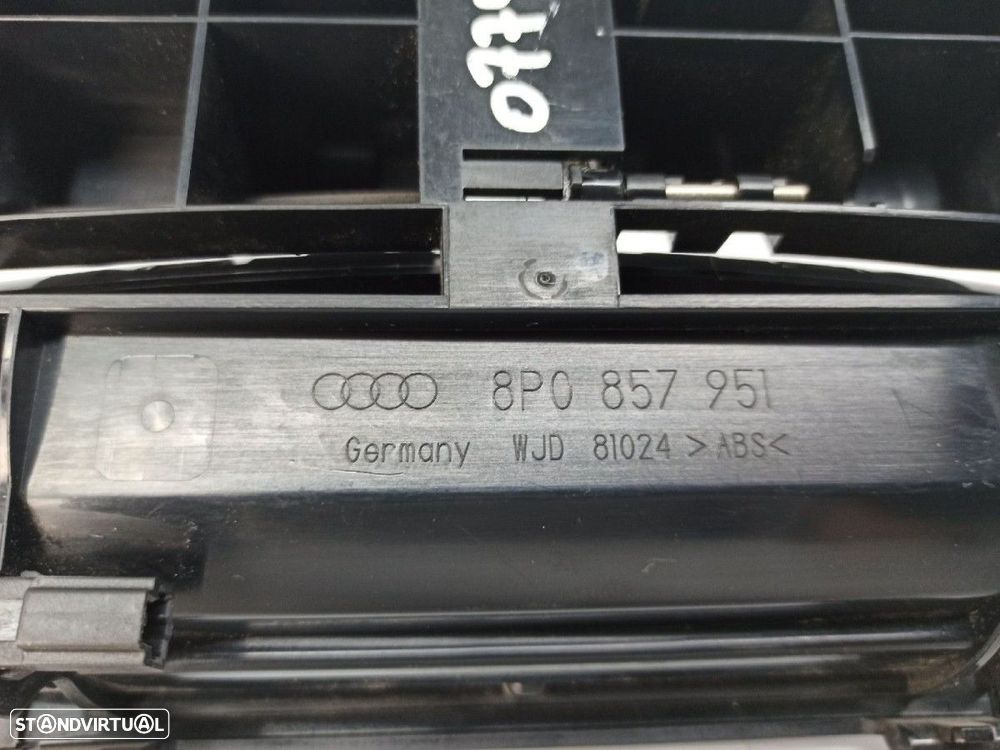 8P0 857 951
Germany WJD 81024 >ABS<
STANDVIRTUAL